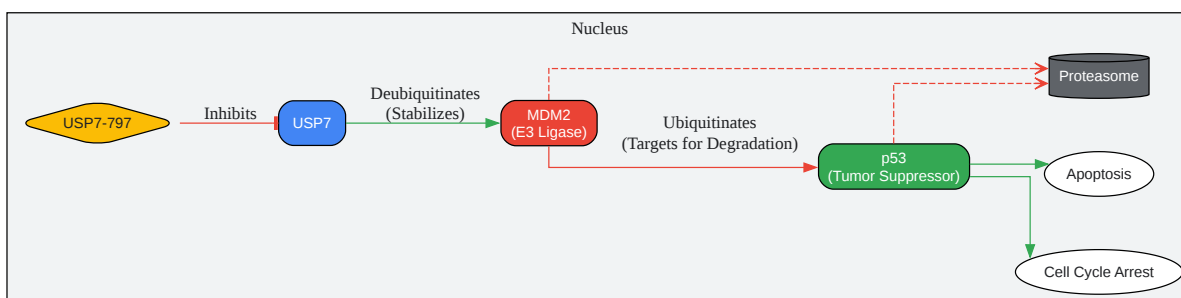 Nucleus
USP7-797
Inhibits
USP7
Deubiquitinates
(Stabilizes)
MDM2
(E3 Ligase)
Ubiquitinates
(Targets for Degradation)
p53
(Tumor Suppressor)
Proteasome
Apoptosis
Cell Cycle Arrest